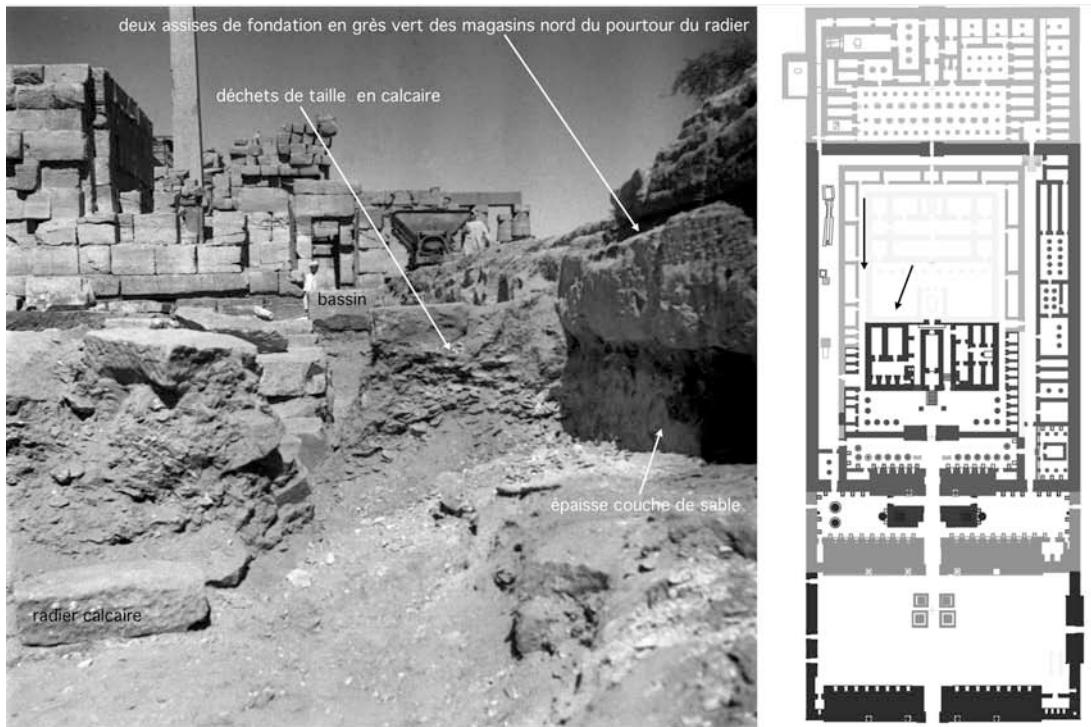 deux assises de fondation en grès vert des magasins nord du pourtour du radier
déchets de taille en calcaire
bassin
épaisse couche de sable
radier calcaire